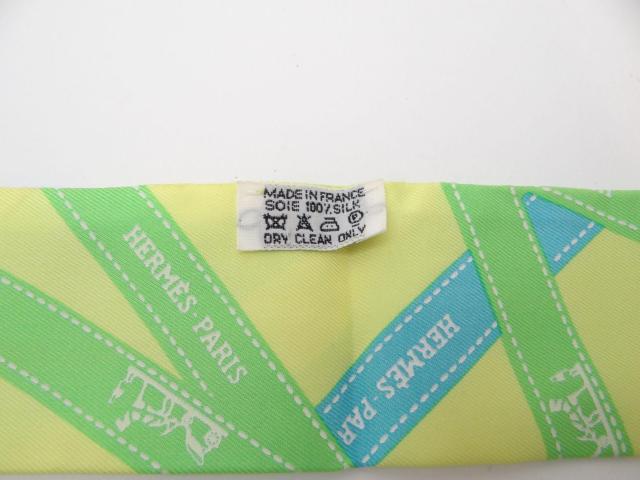 MADE IN FRANCE
SOIE 100% SILK
P
DRY CLEAN ONLY
HERMÈS-PARIS
HERMÈS-PAR